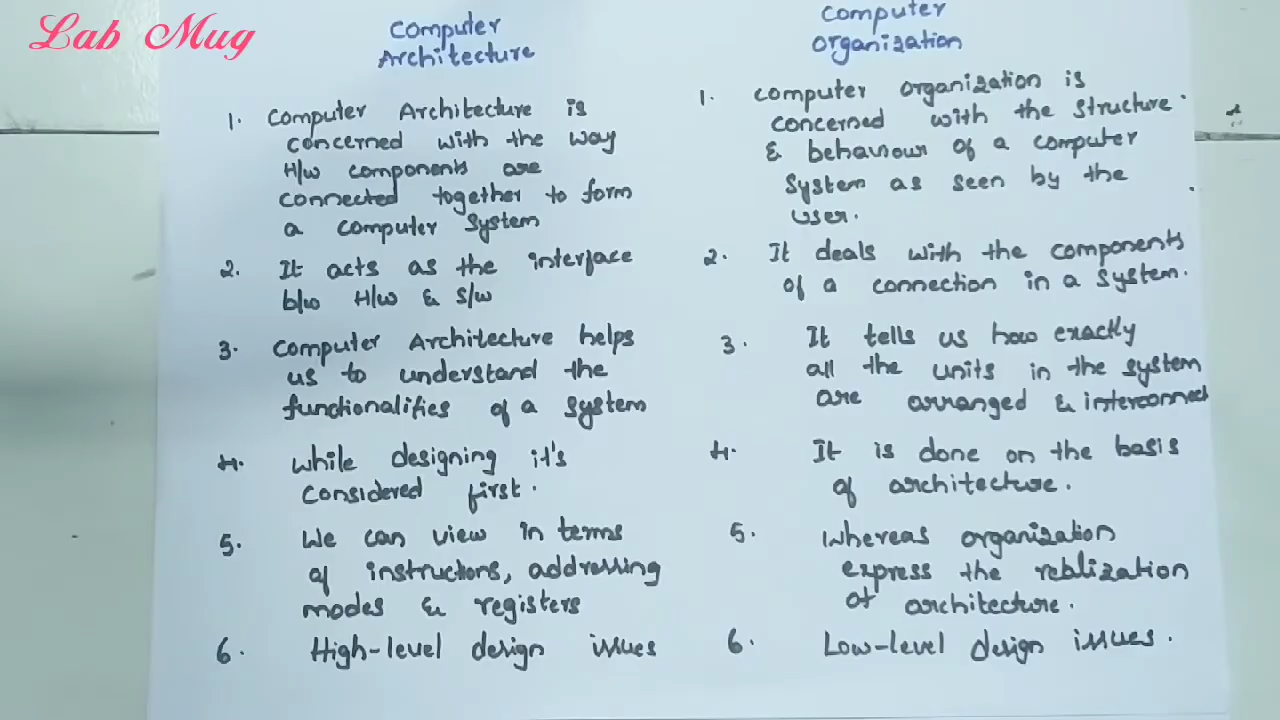 Lab Mug
Computer
Architecture
1. Computer Architecture is
concerned with the way
H/w components are
connected together to form
a computer system
2. It acts as the interface
b/w H/w & S/w
3. Computer Architecture helps
us to understand the
functionalifies of a system
4. while designing it's
considered first.
5. We can view in terms
of instructons, addressing
modes & registers
6. High-level design issues
Computer
organization
1. computer organization is
concerned with the structure
& behaviour of a computer
system as seen by the
user.
2. It deals with the components
of a connection in a system.
3. It tells us how exactly
all the units in the system
are arranged & interconnect
4. It is done on the basis
of architecture.
5. Whereas organization
express the reblization
of architecture.
6. Low-level design issues.